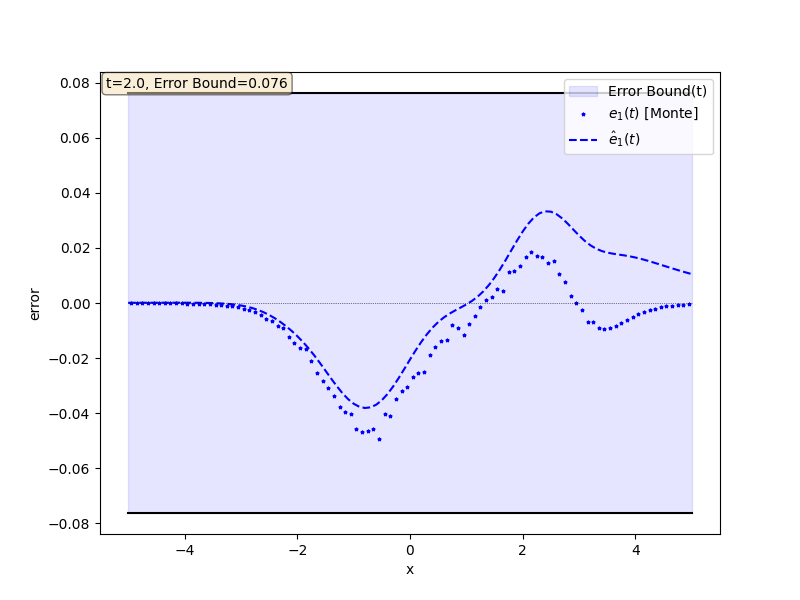 t=2.0, Error Bound=0.076
Error Bound(t)
e₁(t) [Monte]
ê₁(t)
0.08
0.06
0.04
0.02
0.00
−0.02
−0.04
−0.06
−0.08
error
−4
−2
0
2
4
x